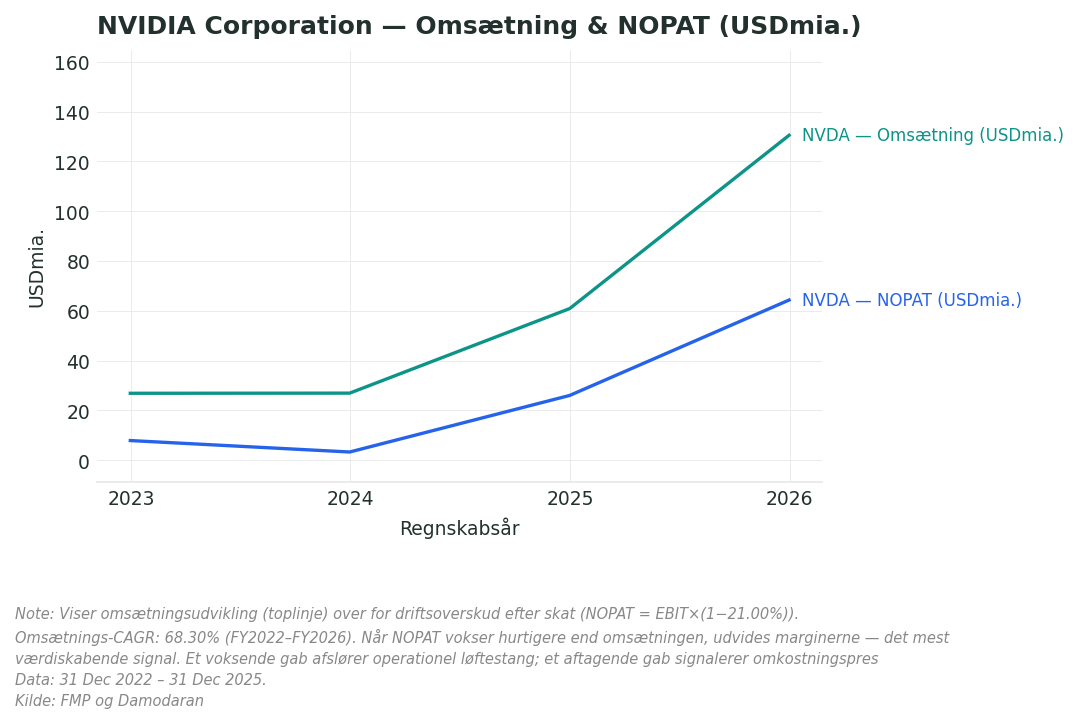 NVIDIA Corporation — Omsætning & NOPAT (USDmia.)
160
140
120
100
80
60
40
20
0
USDmia.
NVDA — Omsætning (USDmia.)
NVDA — NOPAT (USDmia.)
2023 2024 2025 2026
Regnskabsår
Note: Viser omsætningsudvikling (toplinje) over for driftsoverskud efter skat (NOPAT = EBIT×(1−21.00%)).
Omsætnings-CAGR: 68.30% (FY2022–FY2026). Når NOPAT vokser hurtigere end omsætningen, udvides marginerne — det mest
værdiskabende signal. Et voksende gab afslører operationel løftestang; et aftagende gab signalerer omkostningspres
Data: 31 Dec 2022 – 31 Dec 2025.
Kilde: FMP og Damodaran